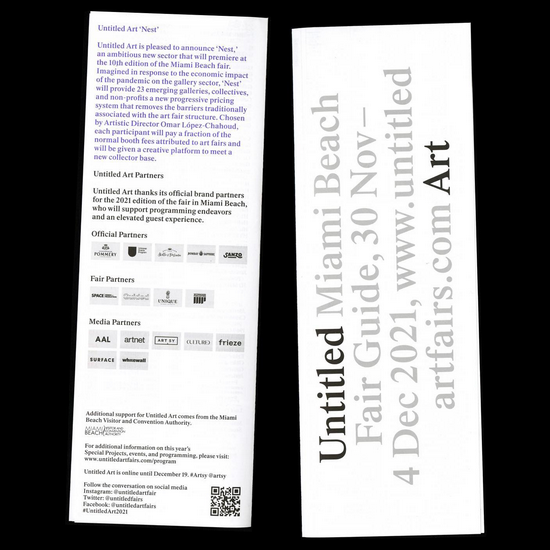 Untitled Art 'Nest'
Untitled Art is pleased to announce 'Nest,'
an ambitious new sector that will premiere at
the 10th edition of the Miami Beach fair.
Imagined in response to the economic impact
of the pandemic on the gallery sector, 'Nest'
will provide 23 emerging galleries, collectives,
and non-profits a new progressive pricing
system that removes the barriers traditionally
associated with the art fair structure. Chosen
by Artistic Director Omar López-Chahoud,
each participant will pay a fraction of the
normal booth fees attributed to art fairs and
will be given a creative platform to meet a
new collector base.
Untitled Art Partners
Untitled Art thanks its official brand partners
for the 2021 edition of the fair in Miami Beach,
who will support programming endeavors
and an elevated guest experience.
Official Partners
POMMERY
SANZO
Fair Partners
SPACE
UNIQUE
Media Partners
AAL
artnet
ARTSY
CULTURED
frieze
SURFACE
whitewall
Additional support for Untitled Art comes from the Miami
Beach Visitor and Convention Authority.
MIAMI BEACH VISITOR AND CONVENTION AUTHORITY
For additional information on this year's
Special Projects, events, and programming, please visit:
www.untitledartfairs.com/program
Untitled Art is online until December 19. #Artsy @artsy
Follow the conversation on social media
Instagram: @untitledartfair
Twitter: @untitledfairs
Facebook: @untitledartfairs
#UntitledArt2021
Untitled Miami Beach
Fair Guide, 30 Nov –
4 Dec 2021, www.untitled
artfairs.com Art